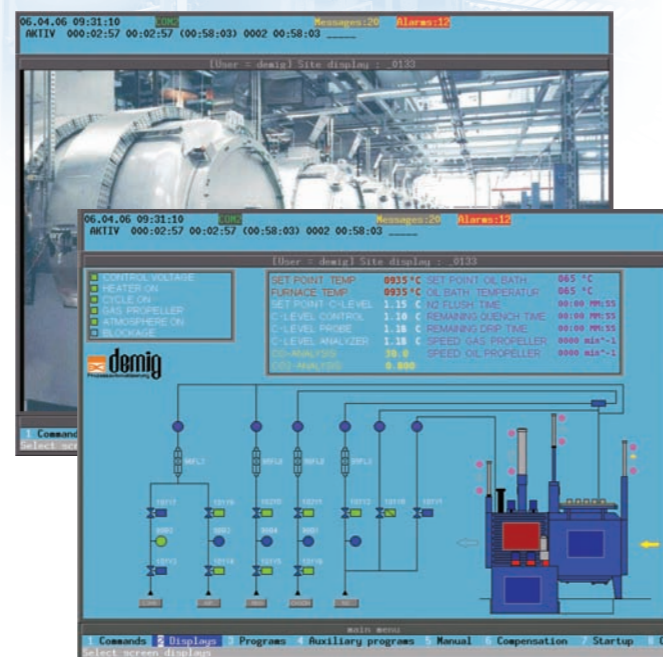 06.04.06 09:31:10 COM2 Messages:20 Alarms:12
AKTIV 000:02:57 00:02:57 (00:58:03) 0002 00:58:03 _____
[User = demig] Site display : _0133
1 Command
Select scr
06.04.06 09:31:10 COM2 Messages:20 Alarms:12
AKTIV 000:02:57 00:02:57 (00:58:03) 0002 00:58:03 _____
[User = demig] Site display : _0133
CONTROL VOLTAGE
HEATER ON
CYCLE ON
GAS PROPELLER
ATMOSPHERE ON
BLOCKAGE
SET POINT TEMP 0935 °C SET POINT OIL BATH 065 °C
FURNACE TEMP 0935 °C OIL BATH TEMPERATUR 065 °C
SET POINT C-LEVEL 1.15 C N2 FLUSH TIME 00:00 MM:SS
C-LEVEL CONTROL 1.10 C REMAINING QUENCH TIME 00:00 MM:SS
C-LEVEL PROBE 1.16 C REMAINING DRIP TIME 00:00 MM:SS
C-LEVEL ANALYZER 1.18 C SPEED GAS PROPELLER 0000 min^-1
CO-ANALYSIS 30.0 SPEED OIL PROPELLER 0000 min^-1
CO2-ANALYSIS 0.800
demig
Prozessautomatisierung
main menu
1 Commands 2 Displays 3 Programs 4 Auxiliary programs 5 Manual 6 Compensation 7 Startup 8
Select screen displays